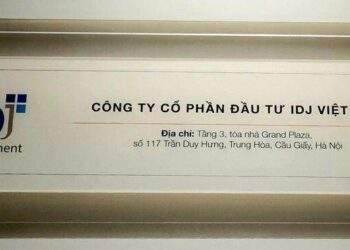 CÔNG TY CỔ PHẦN ĐẦU TƯ IDJ VIỆT
Địa chỉ: Tầng 3, tòa nhà Grand Plaza,
số 117 Trần Duy Hưng, Trung Hòa, Cầu Giấy, Hà Nội